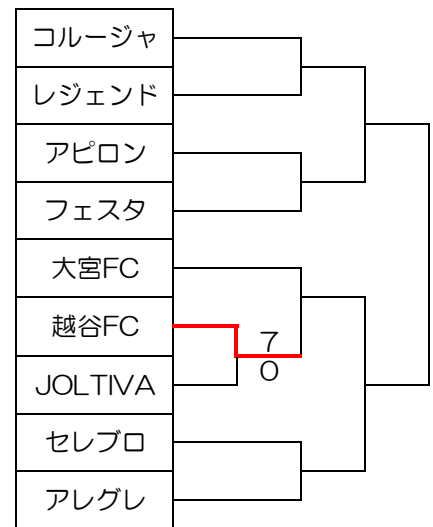 コルージャ
レジェンド
アピロン
フェスタ
大宮FC
越谷FC
7
0
JOLTIVA
セレブロ
アレグレ